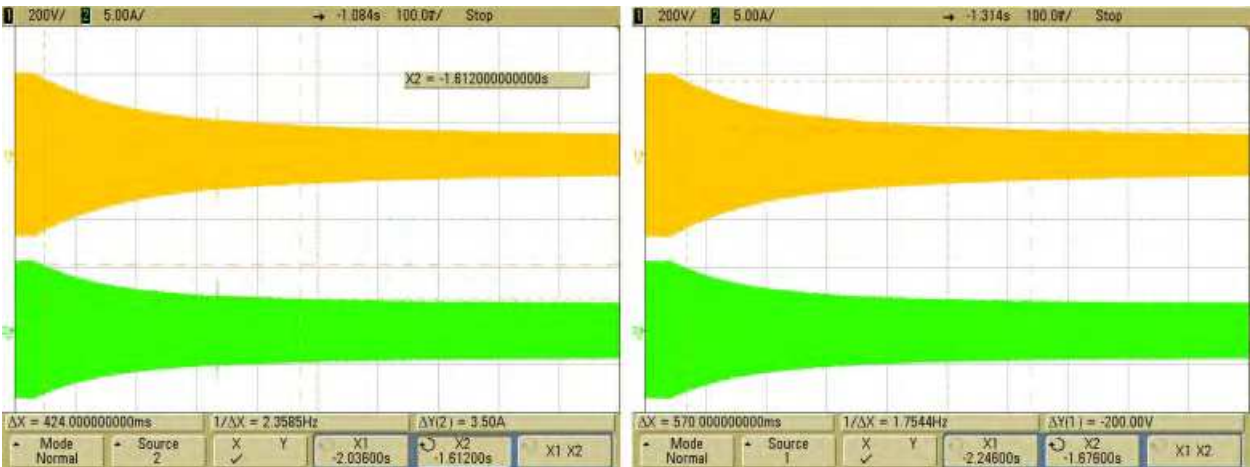 1 200V/ 2 5.00A/ -1.084s 100.0?/ Stop
X2 = -1.612000000000s
ΔX = 424.000000000ms 1/ΔX = 2.3585Hz ΔY(2) = 3.50A
Mode Source X Y X1 X2 X1 X2
Normal 2 -2.03600s -1.61200s
1 200V/ 2 5.00A/ -1.314s Stop
ΔX = 570.000000000ms 1/ΔX = 1.7544Hz ΔY(1) = -200.00V
Mode Source X Y X1 X2 X1 X2
Normal 1 -2.24600s -1.67600s